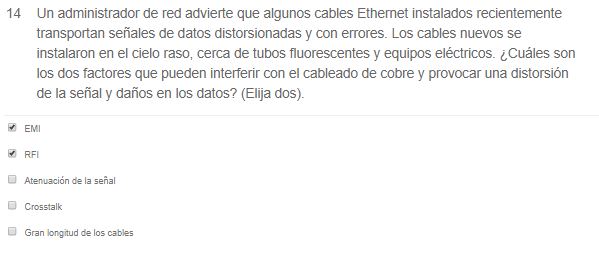 14 Un administrador de red advierte que algunos cables Ethernet instalados recientemente
transportan señales de datos distorsionadas y con errores. Los cables nuevos se
instalaron en el cielo raso, cerca de tubos fluorescentes y equipos eléctricos. ¿Cuáles son
los dos factores que pueden interferir con el cableado de cobre y provocar una distorsión
de la señal y daños en los datos? (Elija dos).
EMI
RFI
Atenuación de la señal
Crosstalk
Gran longitud de los cables